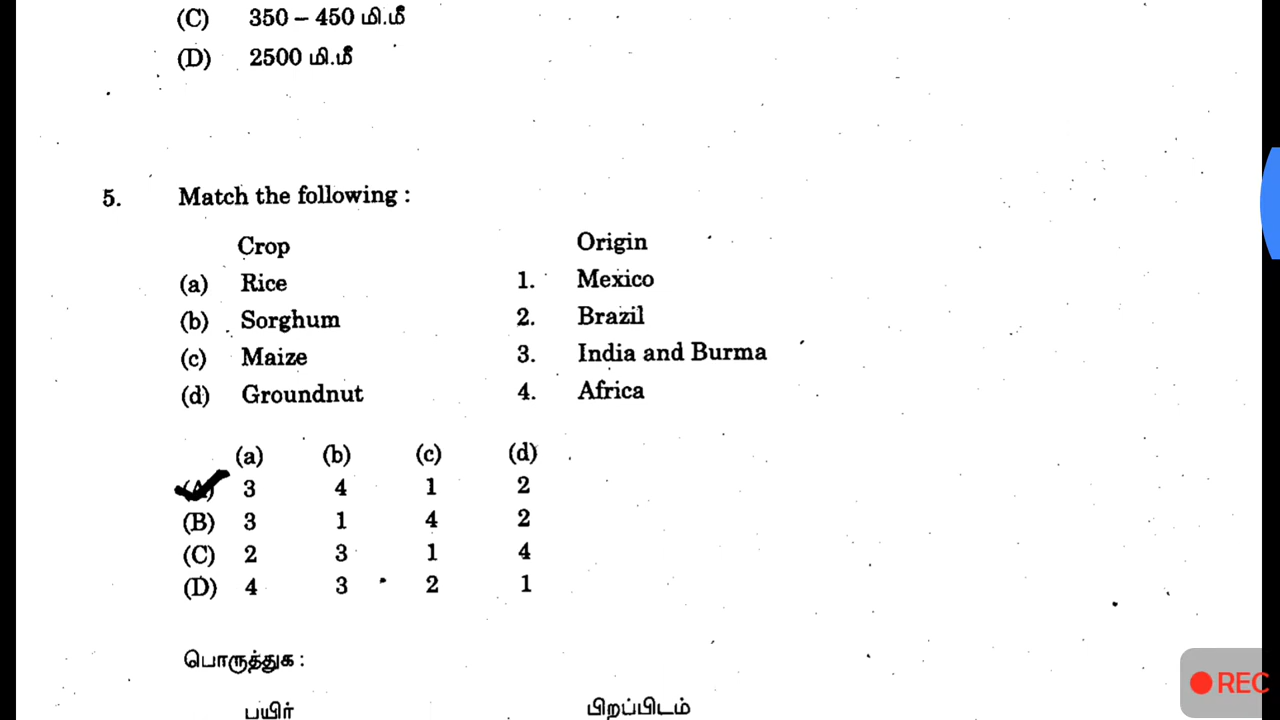 (C) 350 – 450 மி.மீ
(D) 2500 மி.மீ
5. Match the following :
Crop Origin
(a) Rice 1. Mexico
(b) Sorghum 2. Brazil
(c) Maize 3. India and Burma
(d) Groundnut 4. Africa
(a) (b) (c) (d)
(A) 3 4 1 2
(B) 3 1 4 2
(C) 2 3 1 4
(D) 4 3 2 1
பொருத்துக :
பயிர் பிறப்பிடம்
REC